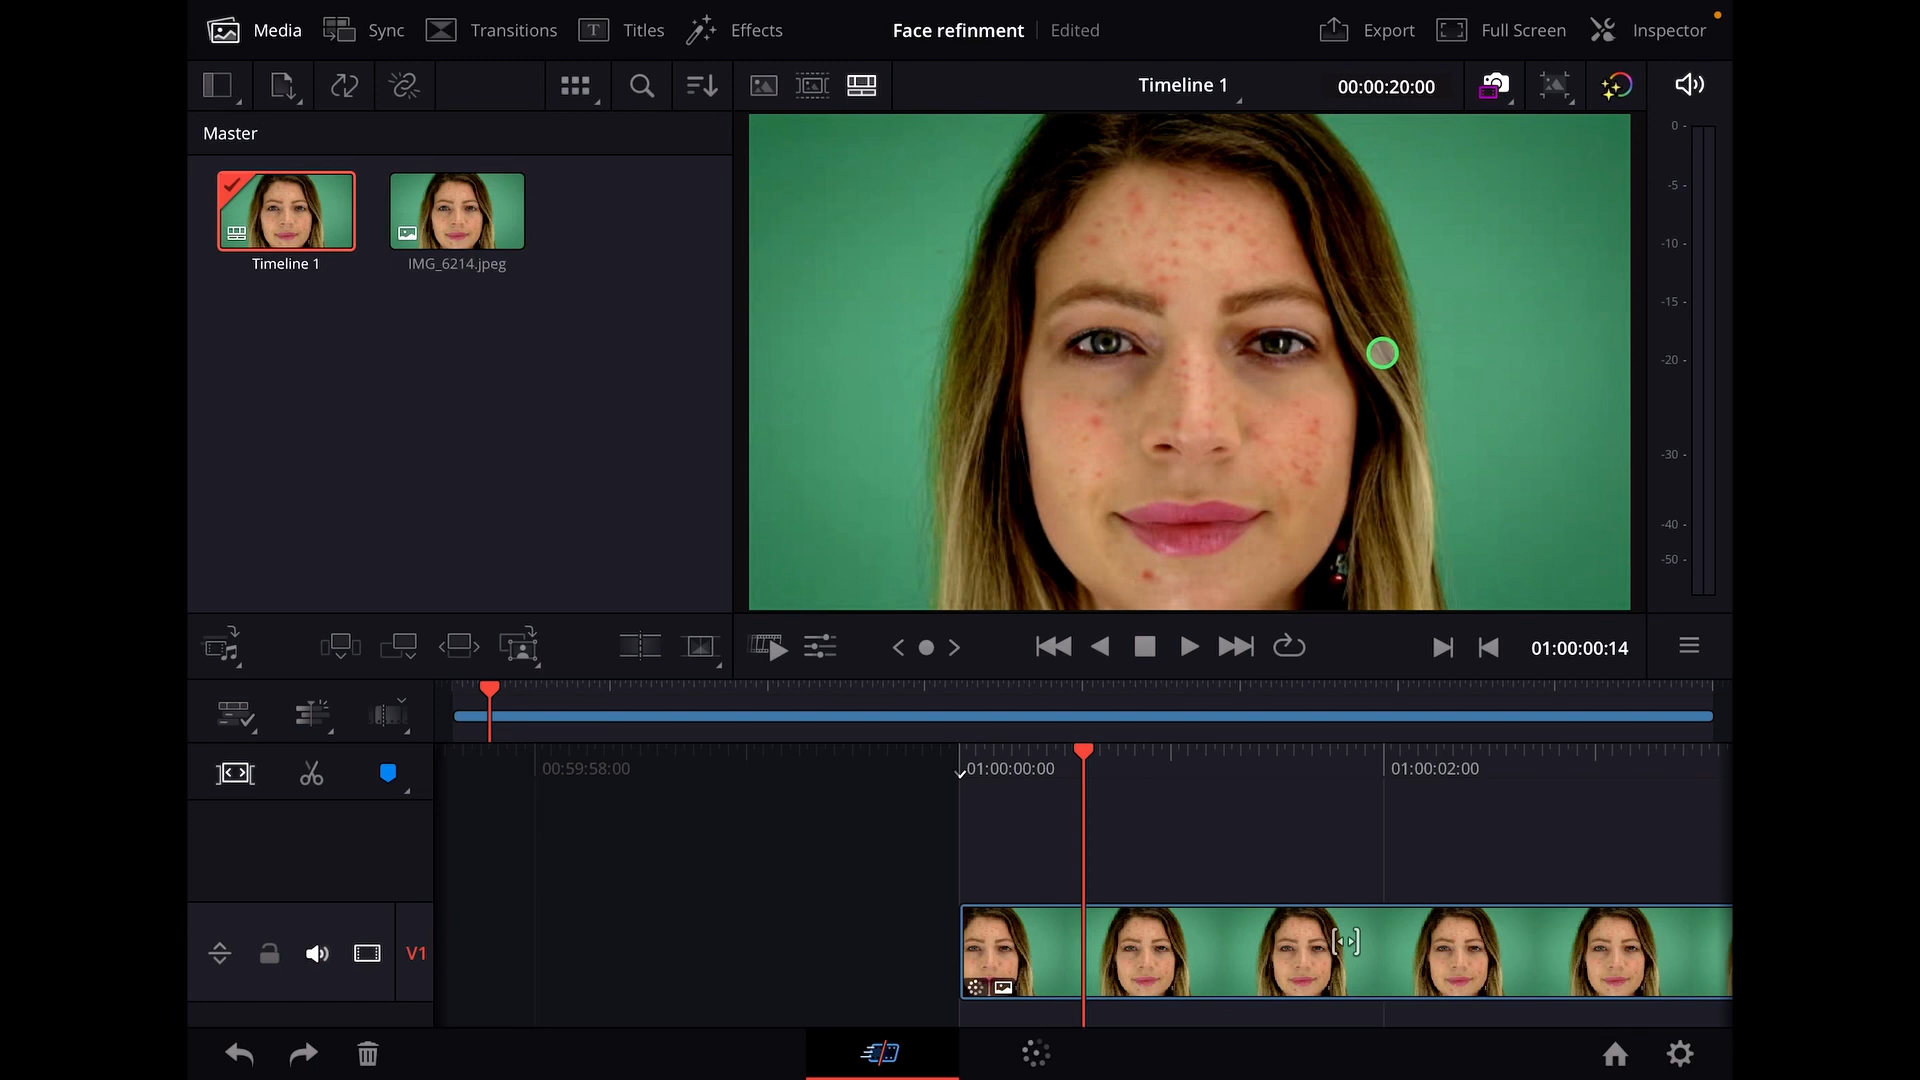 Media Sync Transitions Titles Effects Face refinment Edited Export Full Screen Inspector
Timeline 1 00:00:20:00
Master
Timeline 1 IMG_6214.jpeg
0
-5
-10
-15
-20
-30
-40
-50
01:00:00:14
00:59:58:00 01:00:00:00 01:00:02:00
V1